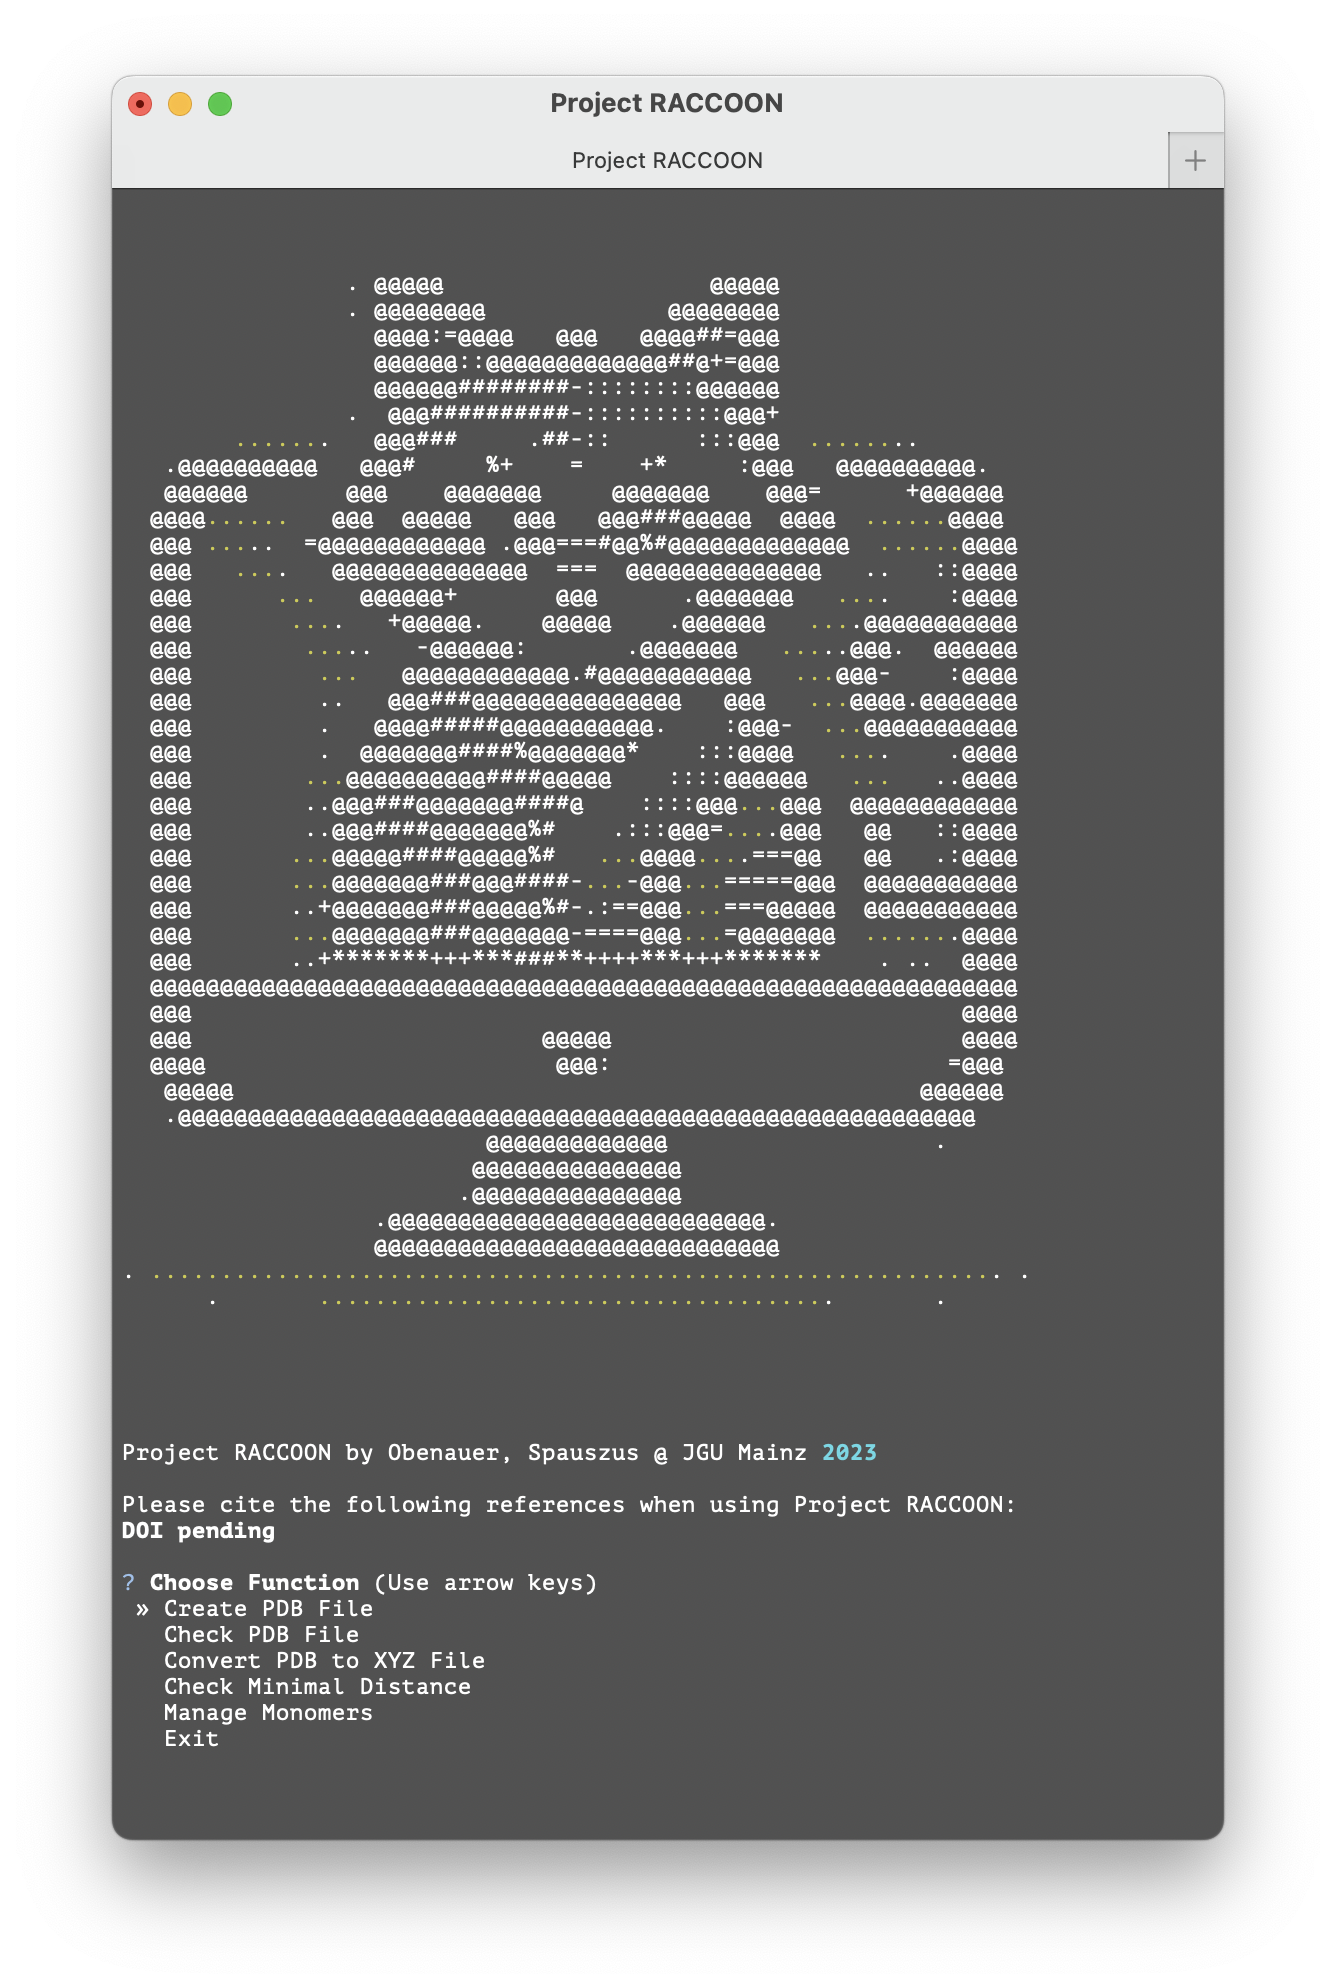 Project RACCOON
Project RACCOON
Project RACCOON by Obenauer, Spauszus @ JGU Mainz 2023
Please cite the following references when using Project RACCOON:
DOI pending
? Choose Function (Use arrow keys)
» Create PDB File
Check PDB File
Convert PDB to XYZ File
Check Minimal Distance
Manage Monomers
Exit